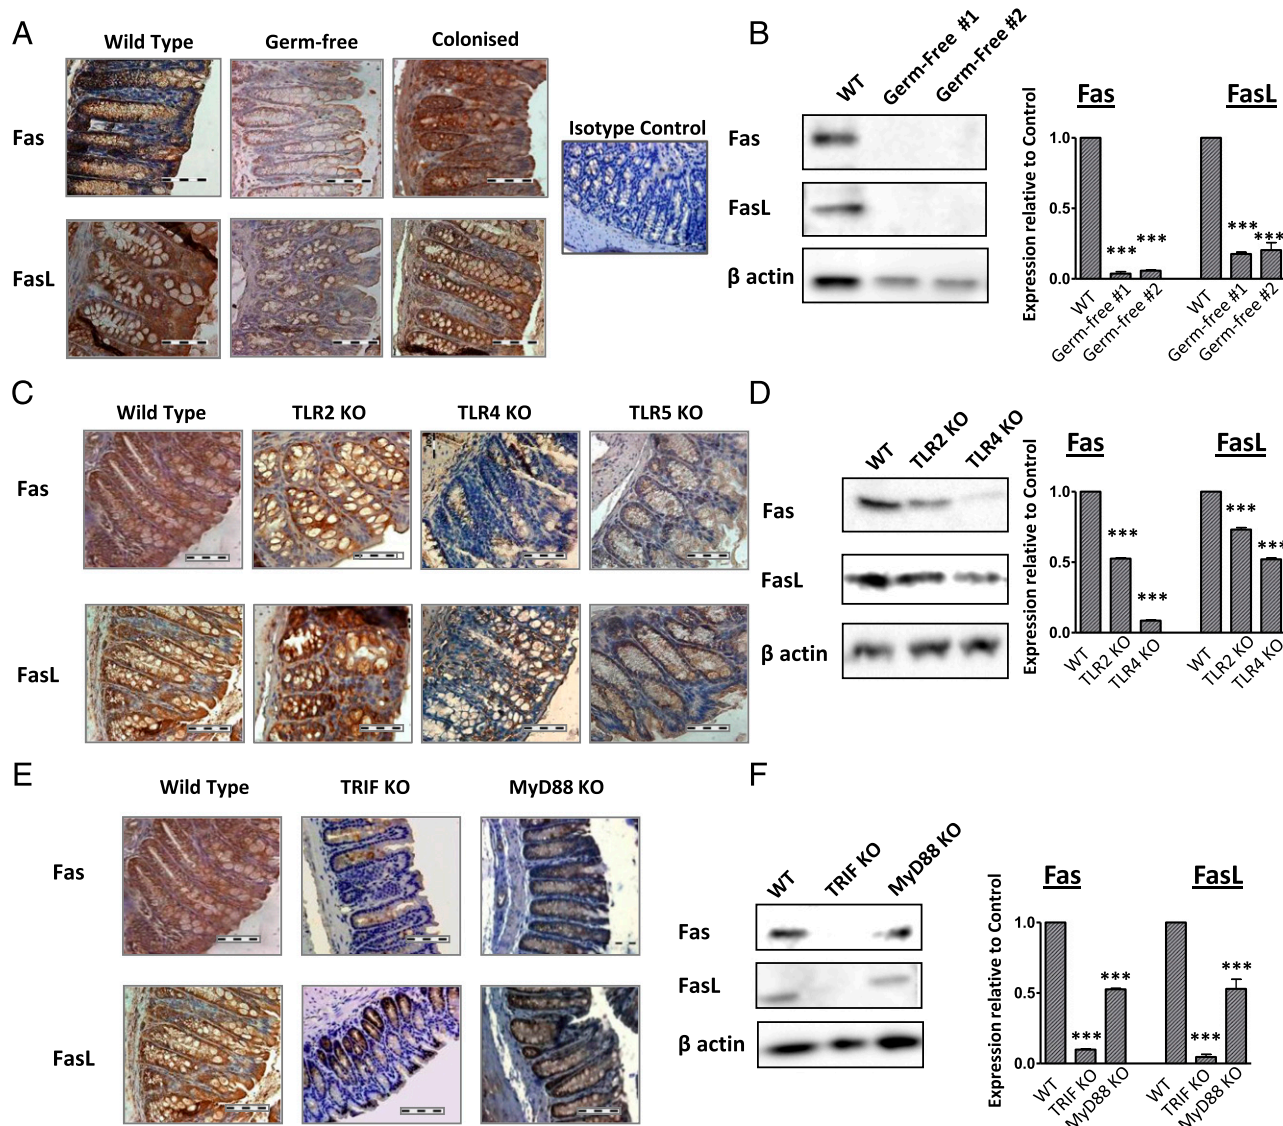 A
Wild Type
Germ-free
Colonised
Fas
FasL
Isotype Control
B
WT
Germ-Free #1
Germ-Free #2
Fas
FasL
β actin
Fas
FasL
Expression relative to Control
1.0
0.5
0.0
***
***
***
***
WT
Germ-free #1
Germ-free #2
WT
Germ-free #1
Germ-free #2
C
Wild Type
TLR2 KO
TLR4 KO
TLR5 KO
Fas
FasL
D
WT
TLR2 KO
TLR4 KO
Fas
FasL
β actin
Fas
FasL
Expression relative to Control
1.0
0.5
0.0
***
***
***
***
WT
TLR2 KO
TLR4 KO
WT
TLR2 KO
TLR4 KO
E
Wild Type
TRIF KO
MyD88 KO
Fas
FasL
F
WT
TRIF KO
MyD88 KO
Fas
FasL
β actin
Fas
FasL
Expression relative to Control
1.0
0.5
0.0
***
***
***
***
WT
TRIF KO
MyD88 KO
WT
TRIF KO
MyD88 KO